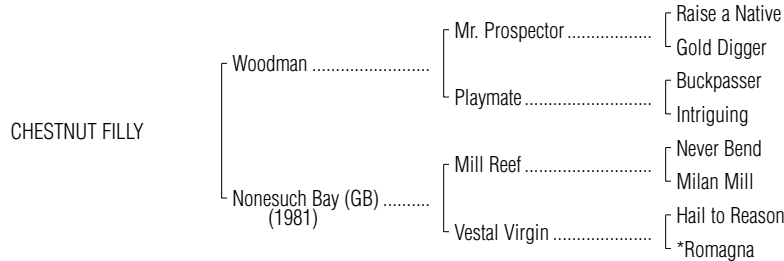 CHESTNUT FILLY
Woodman ..........................
Nonesuch Bay (GB) ..........
(1981)
Mr. Prospector ..................
Playmate ...........................
Mill Reef ...........................
Vestal Virgin .....................
Raise a Native
Gold Digger
Buckpasser
Intriguing
Never Bend
Milan Mill
Hail to Reason
*Romagna